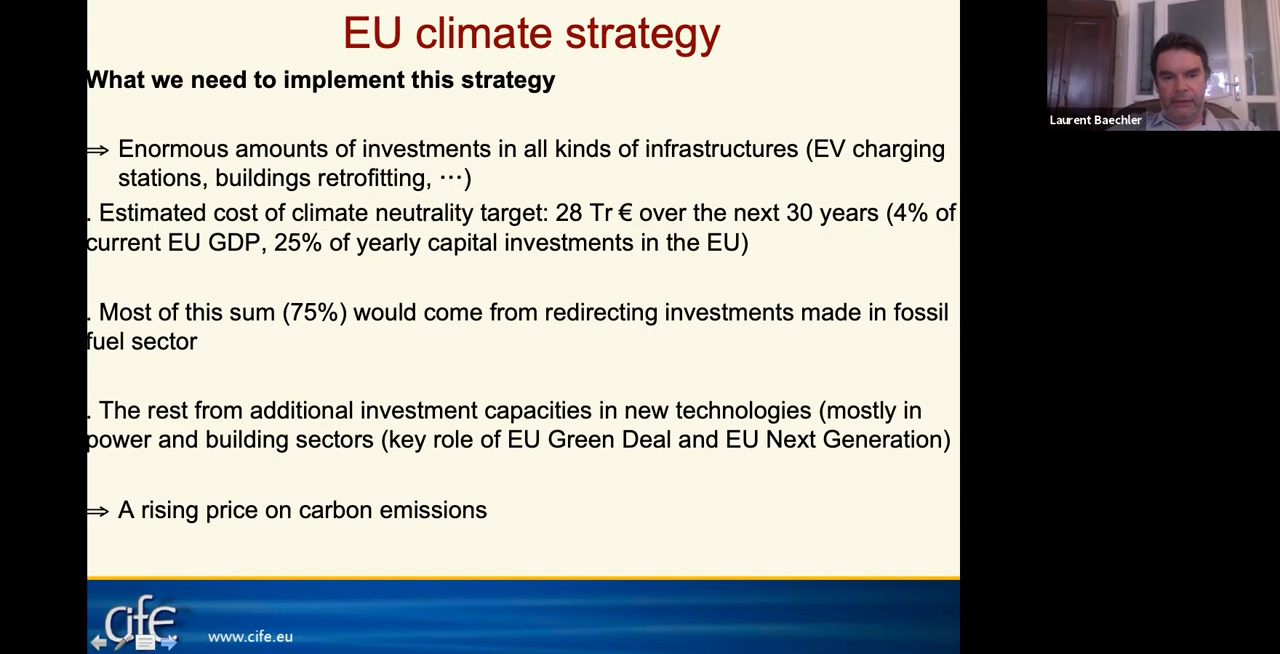 EU climate strategy
What we need to implement this strategy
⇒ Enormous amounts of investments in all kinds of infrastructures (EV charging
stations, buildings retrofitting, ⋯)
. Estimated cost of climate neutrality target: 28 Tr € over the next 30 years (4% of
current EU GDP, 25% of yearly capital investments in the EU)
. Most of this sum (75%) would come from redirecting investments made in fossil
fuel sector
. The rest from additional investment capacities in new technologies (mostly in
power and building sectors (key role of EU Green Deal and EU Next Generation)
⇒ A rising price on carbon emissions
cife
www.cife.eu
Laurent Baechler